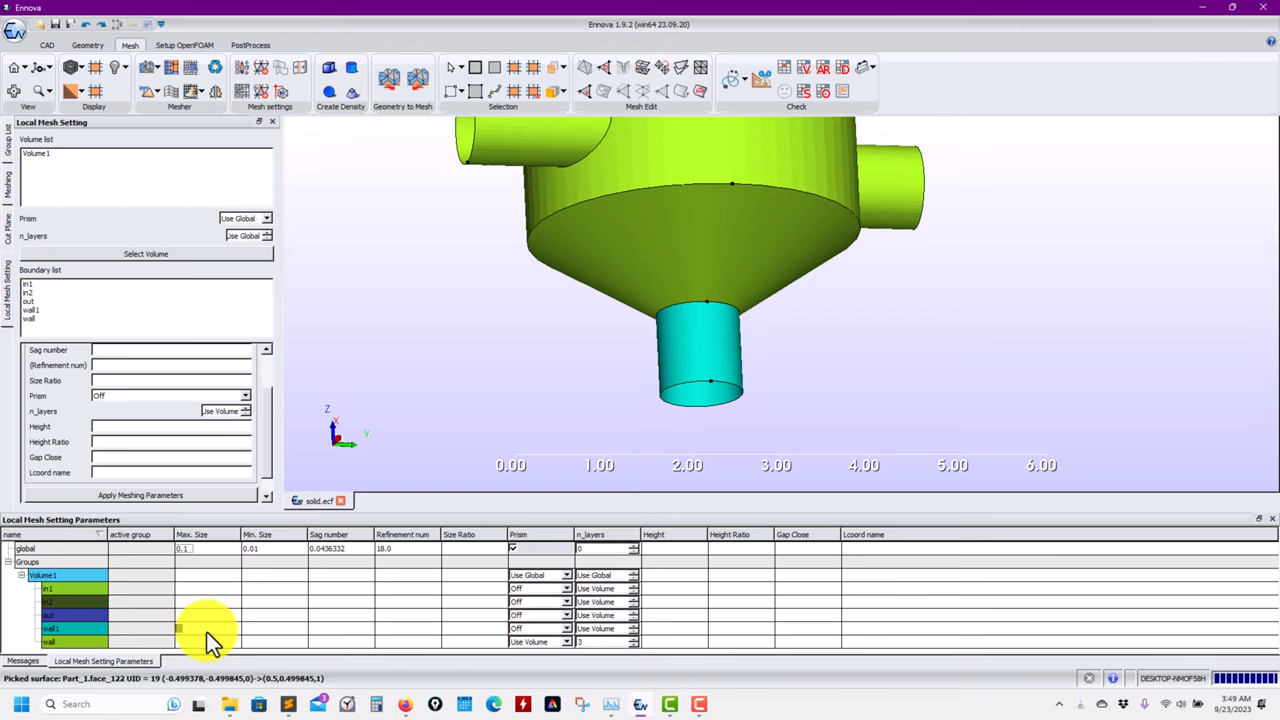 Ennova
Ennova 1.9.2 (win64 23.09.20)
CAD Geometry Mesh Setup OpenFOAM PostProcess
View Display Mesher Mesh settings Create Density Geometry to Mesh Selection Mesh Edit Check
Local Mesh Setting
Group List
Meshing
Cut Plane
Local Mesh Setting
Volume list
Volume1
Prism Use Global
n_layers Use Global
Select Volume
Boundary list
in1
in2
out
wall1
wall
Sag number
(Refinement num)
Size Ratio
Prism Off
n_layers Use Volume
Height
Height Ratio
Gap Close
Lcoord name
Apply Meshing Parameters
Z
X
Y
0.00 1.00 2.00 3.00 4.00 5.00 6.00
solid.ecf
Local Mesh Setting Parameters
name active group Max. Size Min. Size Sag number Refinement num Size Ratio Prism n_layers Height Height Ratio Gap Close Lcoord name
global 0.1 0.01 0.0436332 18.0 0
Groups
Volume1 Use Global Use Global
in1 Off Use Volume
in2 Off Use Volume
out Off Use Volume
wall1 Off Use Volume
wall Use Volume 3
Messages Local Mesh Setting Parameters
Picked surface: Part_1.face_122 UID = 19 (-0.499378,-0.499845,0)->(0.5,0.499845,1)
DESKTOP-NMOF58H
Search
3
3:49 AM
9/23/2023